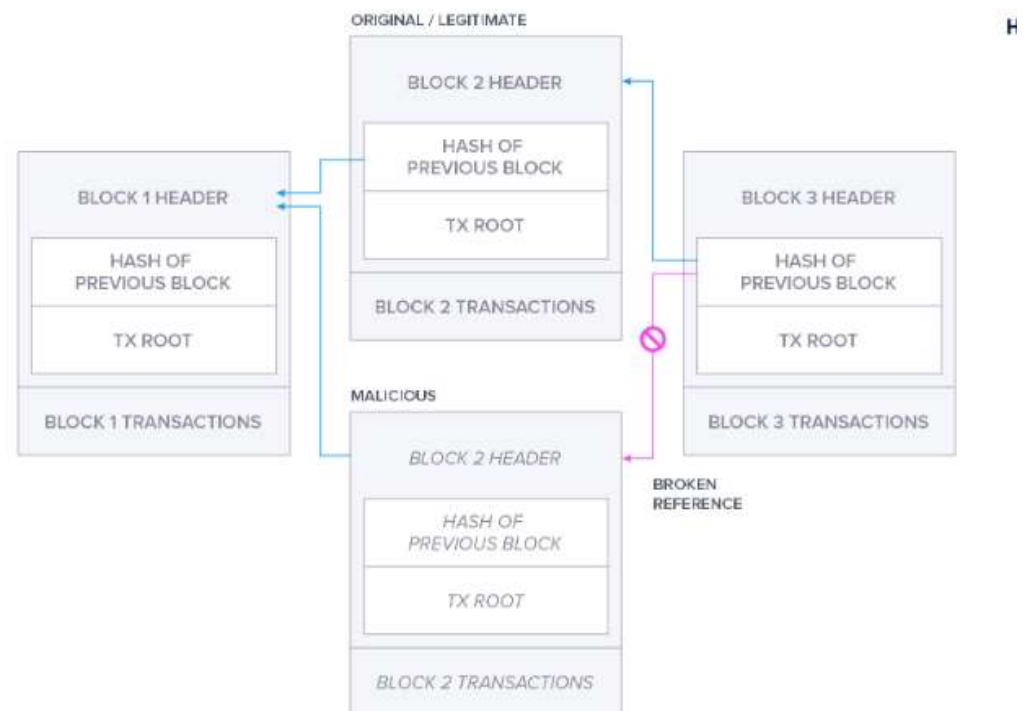 ORIGINAL / LEGITIMATE
H
BLOCK 2 HEADER
HASH OF
PREVIOUS BLOCK
TX ROOT
BLOCK 2 TRANSACTIONS
BLOCK 1 HEADER
HASH OF
PREVIOUS BLOCK
TX ROOT
BLOCK 1 TRANSACTIONS
BLOCK 3 HEADER
HASH OF
PREVIOUS BLOCK
TX ROOT
BLOCK 3 TRANSACTIONS
MALICIOUS
BLOCK 2 HEADER
HASH OF
PREVIOUS BLOCK
TX ROOT
BLOCK 2 TRANSACTIONS
BROKEN
REFERENCE